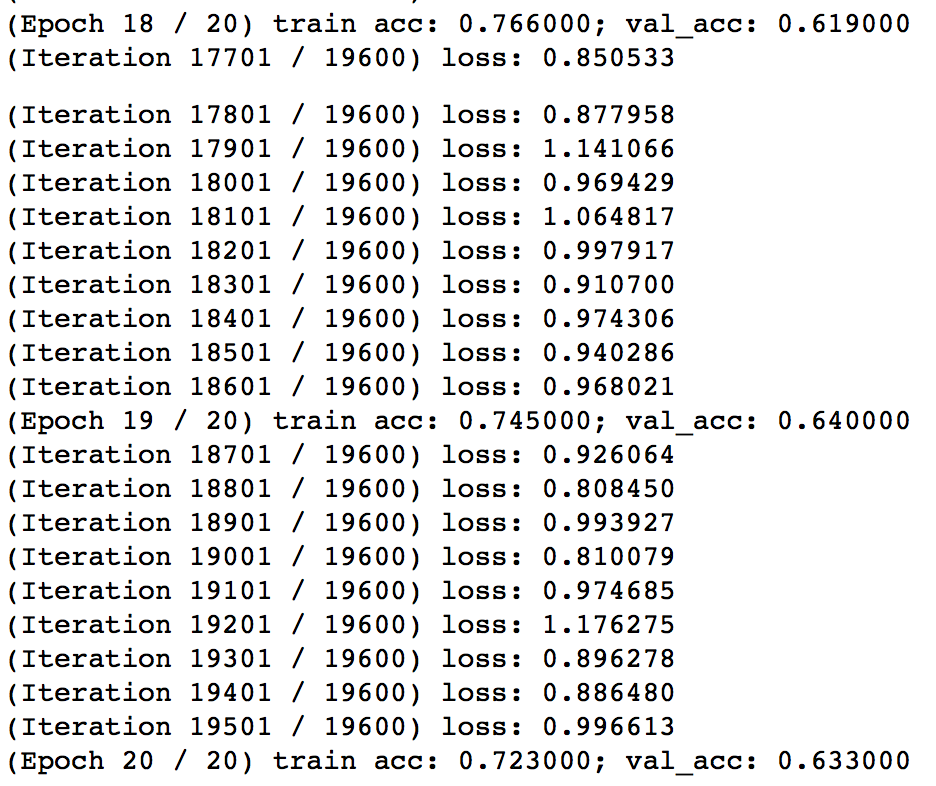 (Epoch 18 / 20) train acc: 0.766000; val_acc: 0.619000
(Iteration 17701 / 19600) loss: 0.850533
(Iteration 17801 / 19600) loss: 0.877958
(Iteration 17901 / 19600) loss: 1.141066
(Iteration 18001 / 19600) loss: 0.969429
(Iteration 18101 / 19600) loss: 1.064817
(Iteration 18201 / 19600) loss: 0.997917
(Iteration 18301 / 19600) loss: 0.910700
(Iteration 18401 / 19600) loss: 0.974306
(Iteration 18501 / 19600) loss: 0.940286
(Iteration 18601 / 19600) loss: 0.968021
(Epoch 19 / 20) train acc: 0.745000; val_acc: 0.640000
(Iteration 18701 / 19600) loss: 0.926064
(Iteration 18801 / 19600) loss: 0.808450
(Iteration 18901 / 19600) loss: 0.993927
(Iteration 19001 / 19600) loss: 0.810079
(Iteration 19101 / 19600) loss: 0.974685
(Iteration 19201 / 19600) loss: 1.176275
(Iteration 19301 / 19600) loss: 0.896278
(Iteration 19401 / 19600) loss: 0.886480
(Iteration 19501 / 19600) loss: 0.996613
(Epoch 20 / 20) train acc: 0.723000; val_acc: 0.633000